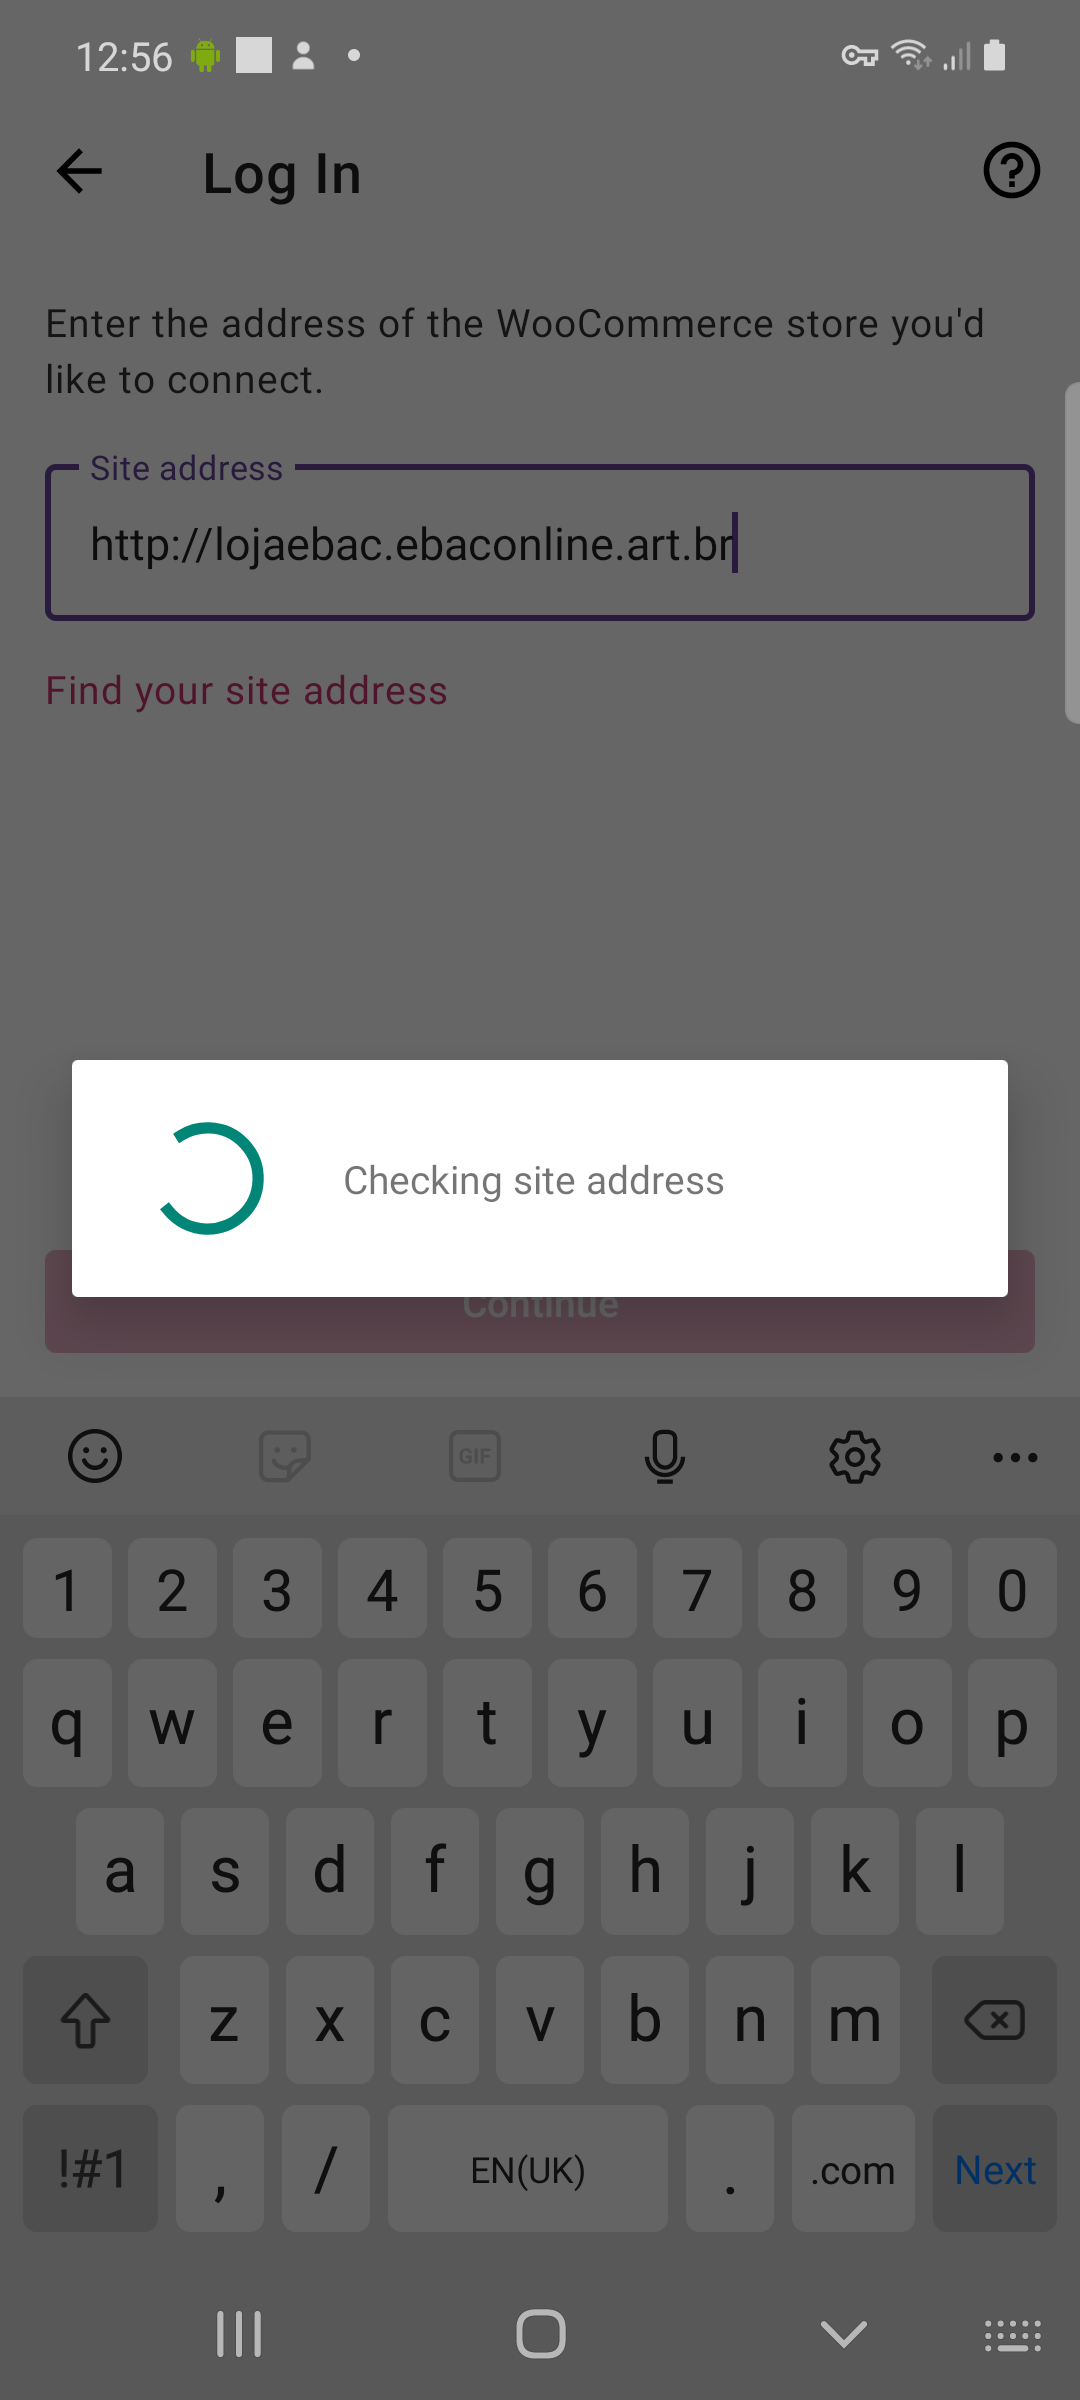 12:56
Log In
Enter the address of the WooCommerce store you'd
like to connect.
Site address
http://lojaebac.ebaconline.art.br
Find your site address
Checking site address
Continue
GIF
1 2 3 4 5 6 7 8 9 0
q w e r t y u i o p
a s d f g h j k l
z x c v b n m
!#1 , / EN(UK) . .com Next